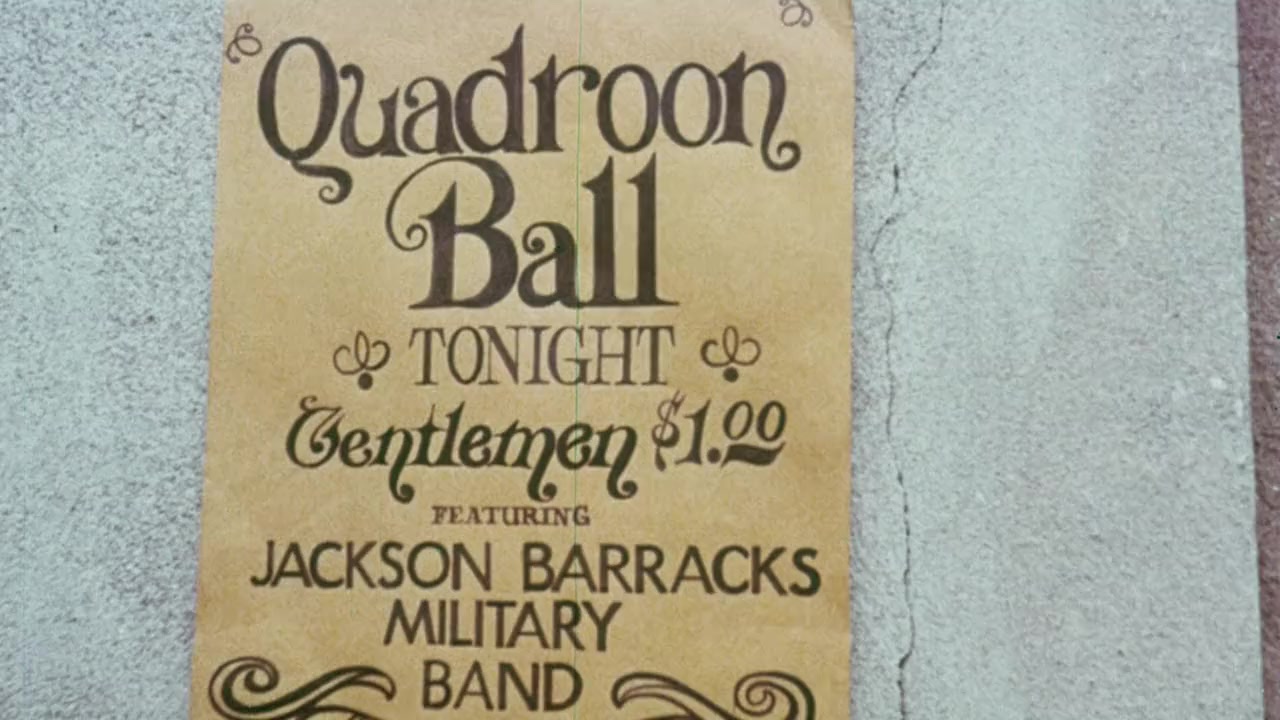 Quadroon
Ball
TONIGHT
Gentlemen $1.00
FEATURING
JACKSON BARRACKS
MILITARY
BAND